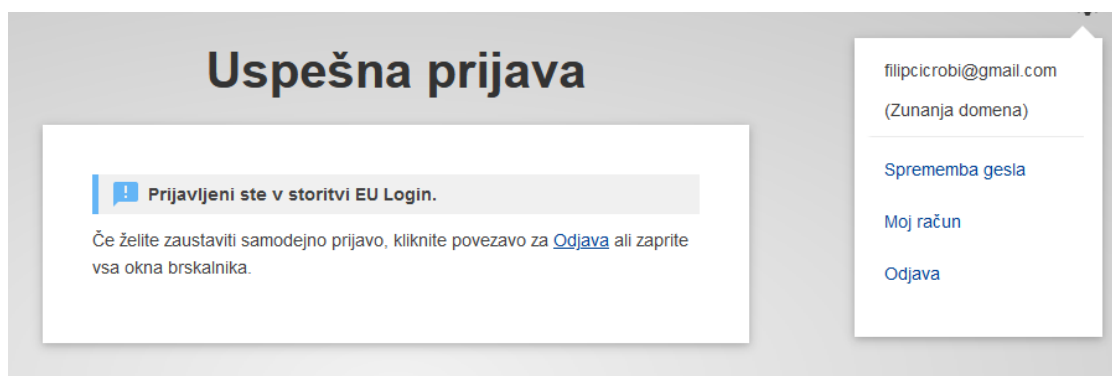 Uspešna prijava
Prijavljeni ste v storitvi EU Login.
Če želite zaustaviti samodejno prijavo, kliknite povezavo za Odjava ali zaprite
vsa okna brskalnika.
filipcicrobi@gmail.com
(Zunanja domena)
Sprememba gesla
Moj račun
Odjava